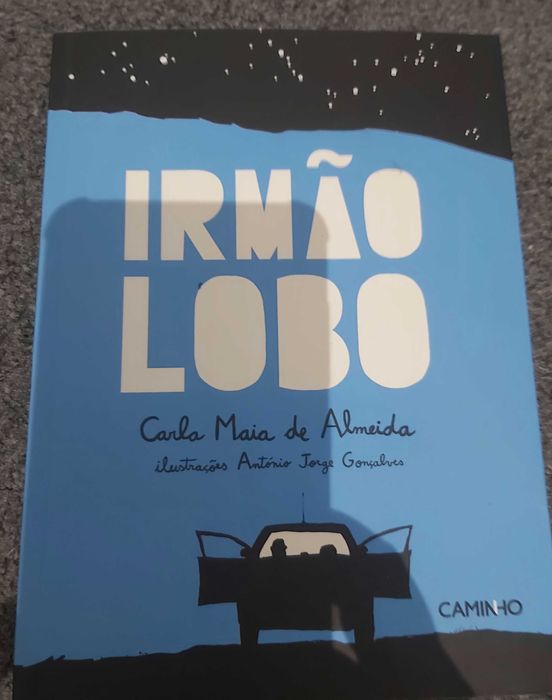 IRMÃO
LOBO
Carla Maia de Almeida
ilustrações António Jorge Gonçalves
CAMINHO